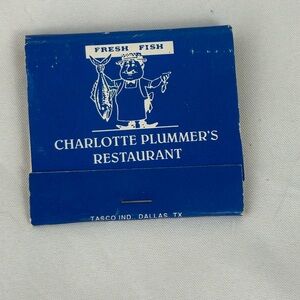 FRESH FISH
CHARLOTTE PLUMMER'S
RESTAURANT
TASCO IND. DALLAS, TX